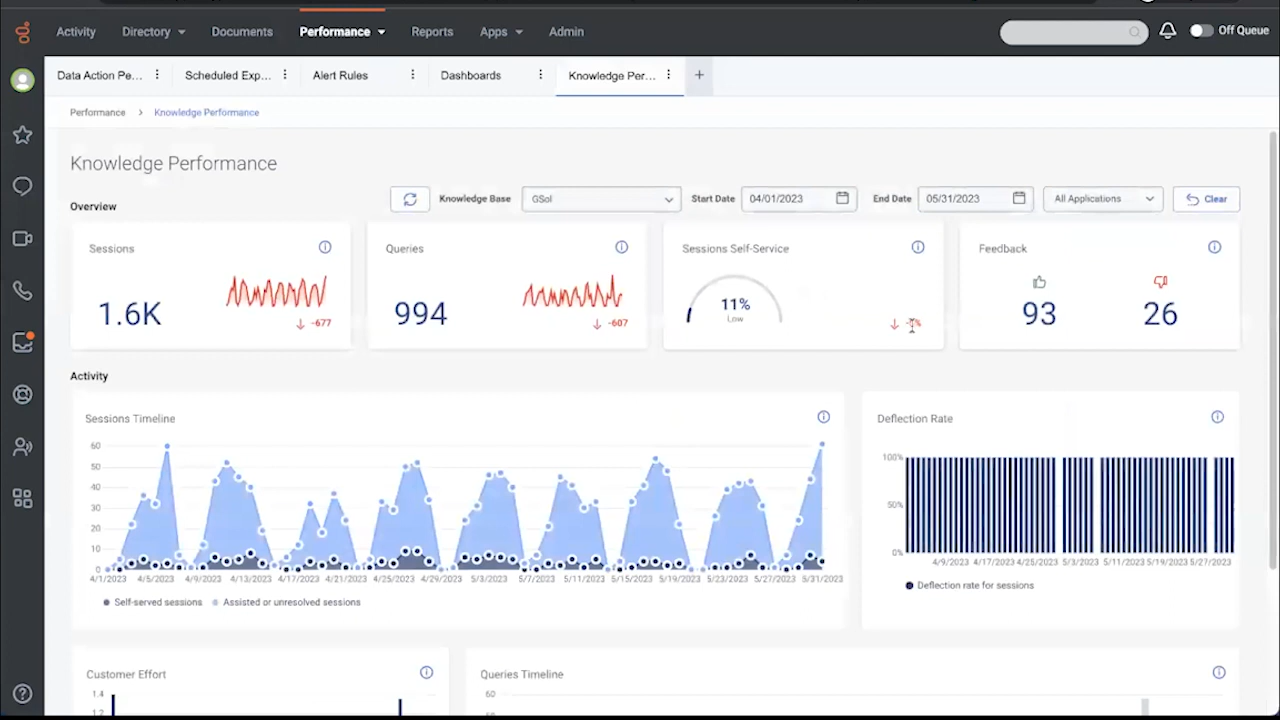 Activity Directory Documents Performance Reports Apps Admin Off Queue
Data Action Pe... Scheduled Exp... Alert Rules Dashboards Knowledge Per... +
Performance > Knowledge Performance
Knowledge Performance
Knowledge Base GSol Start Date 04/01/2023 End Date 05/31/2023 All Applications Clear
Overview
Sessions
1.6K
-677
Queries
994
-607
Sessions Self-Service
11%
Low
Feedback
93 26
Activity
Sessions Timeline
60
50
40
30
20
10
0
4/1/2023 4/5/2023 4/9/2023 4/13/2023 4/17/2023 4/21/2023 4/25/2023 4/29/2023 5/3/2023 5/7/2023 5/11/2023 5/15/2023 5/19/2023 5/23/2023 5/27/2023 5/31/2023
Self-served sessions Assisted or unresolved sessions
Deflection Rate
100%
50%
0%
4/9/2023 4/17/2023 4/25/2023 5/3/2023 5/11/2023 5/19/2023 5/27/2023
Deflection rate for sessions
Customer Effort
1.4
1.2
Queries Timeline
60